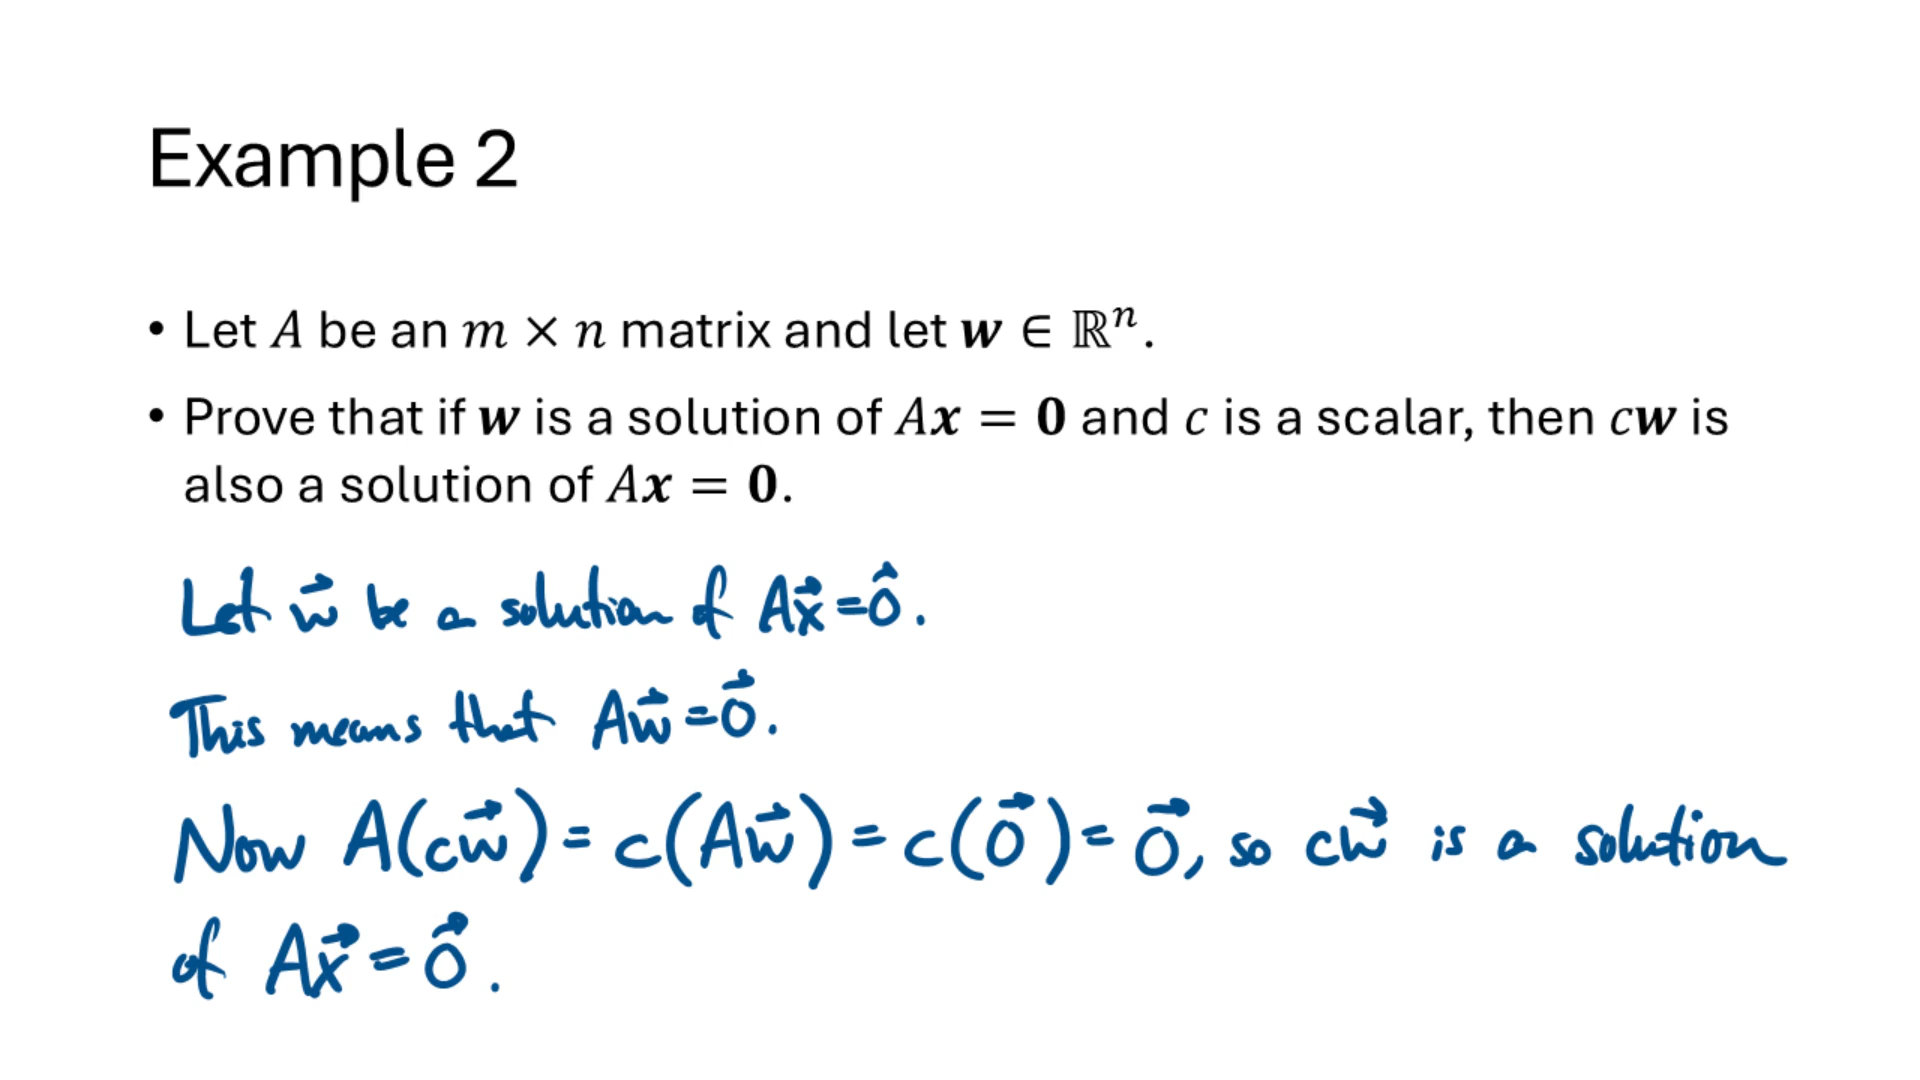 Example 2
• Let A be an m × n matrix and let w ∈ ℝⁿ.
• Prove that if w is a solution of Ax = 0 and c is a scalar, then cw is
also a solution of Ax = 0.
Let w⃗ be a solution of Ax⃗ = 0⃗.
This means that Aw⃗ = 0⃗.
Now A(cw⃗) = c(Aw⃗) = c(0⃗) = 0⃗, so cw⃗ is a solution
of Ax⃗ = 0⃗.